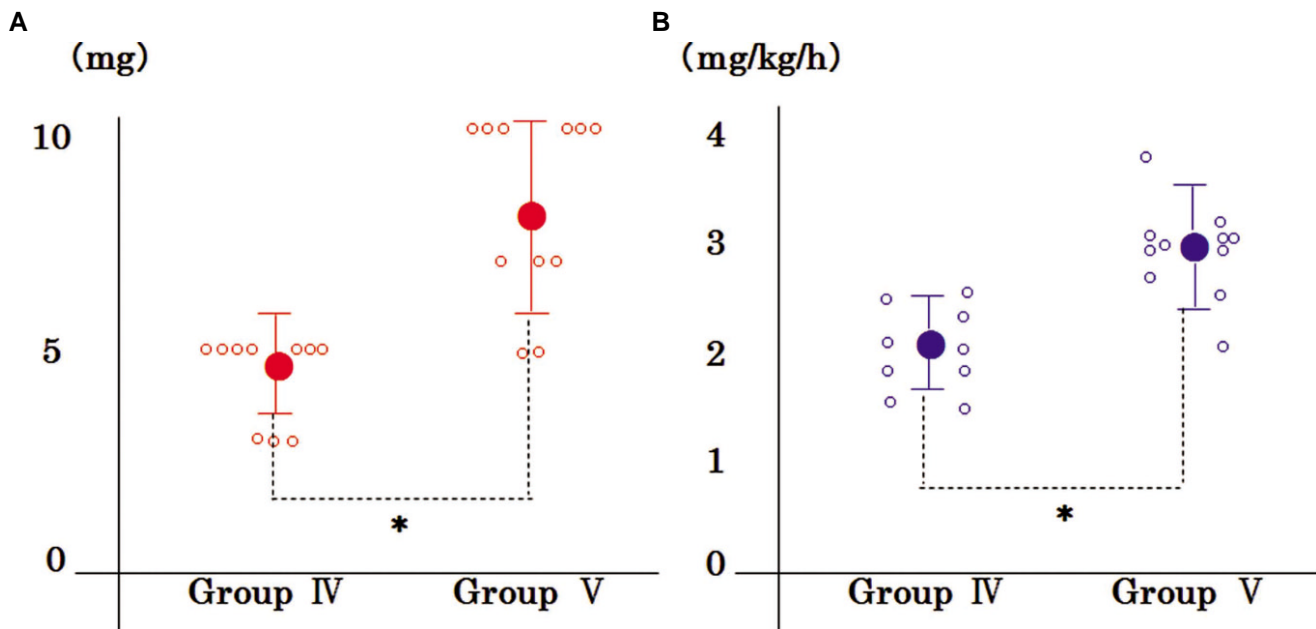 A
(mg)
10
5
0
*
Group Ⅳ
Group Ⅴ
B
(mg/kg/h)
4
3
2
1
0
*
Group Ⅳ
Group Ⅴ